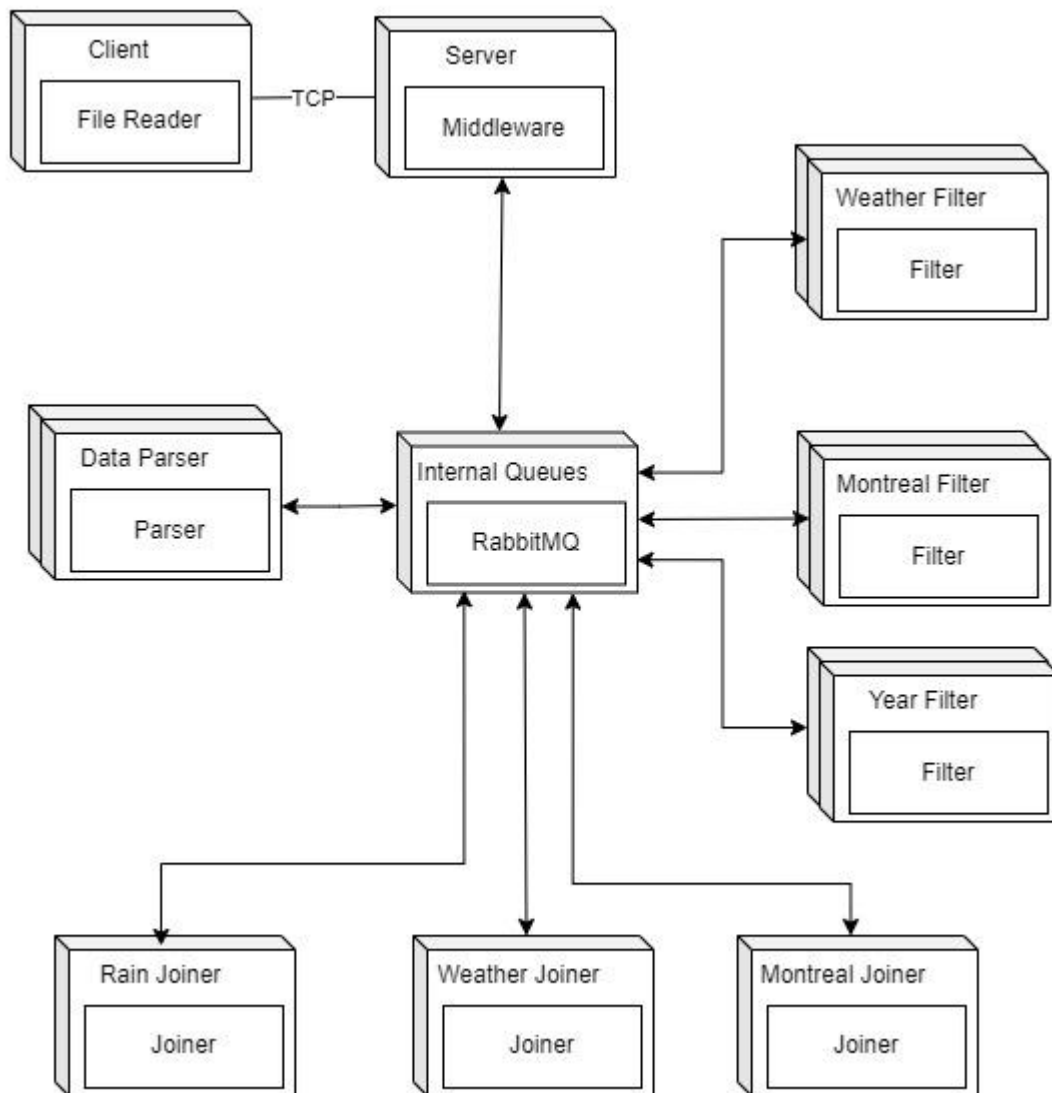 Client
File Reader
TCP
Server
Middleware
Weather Filter
Filter
Data Parser
Parser
Internal Queues
RabbitMQ
Montreal Filter
Filter
Year Filter
Filter
Rain Joiner
Joiner
Weather Joiner
Joiner
Montreal Joiner
Joiner